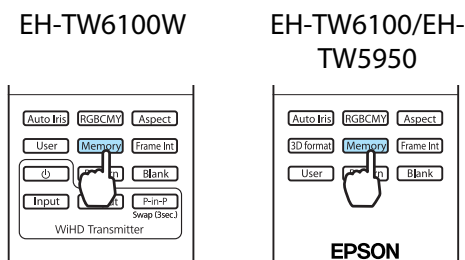 EH-TW6100W
EH-TW6100/EH-
TW5950
Auto Iris RGBCMY Aspect
User Memory Frame Int
Blank
Input P-in-P
Swap (3sec.)
WiHD Transmitter
Auto Iris RGBCMY Aspect
3D format Memory Frame Int
User Blank
EPSON